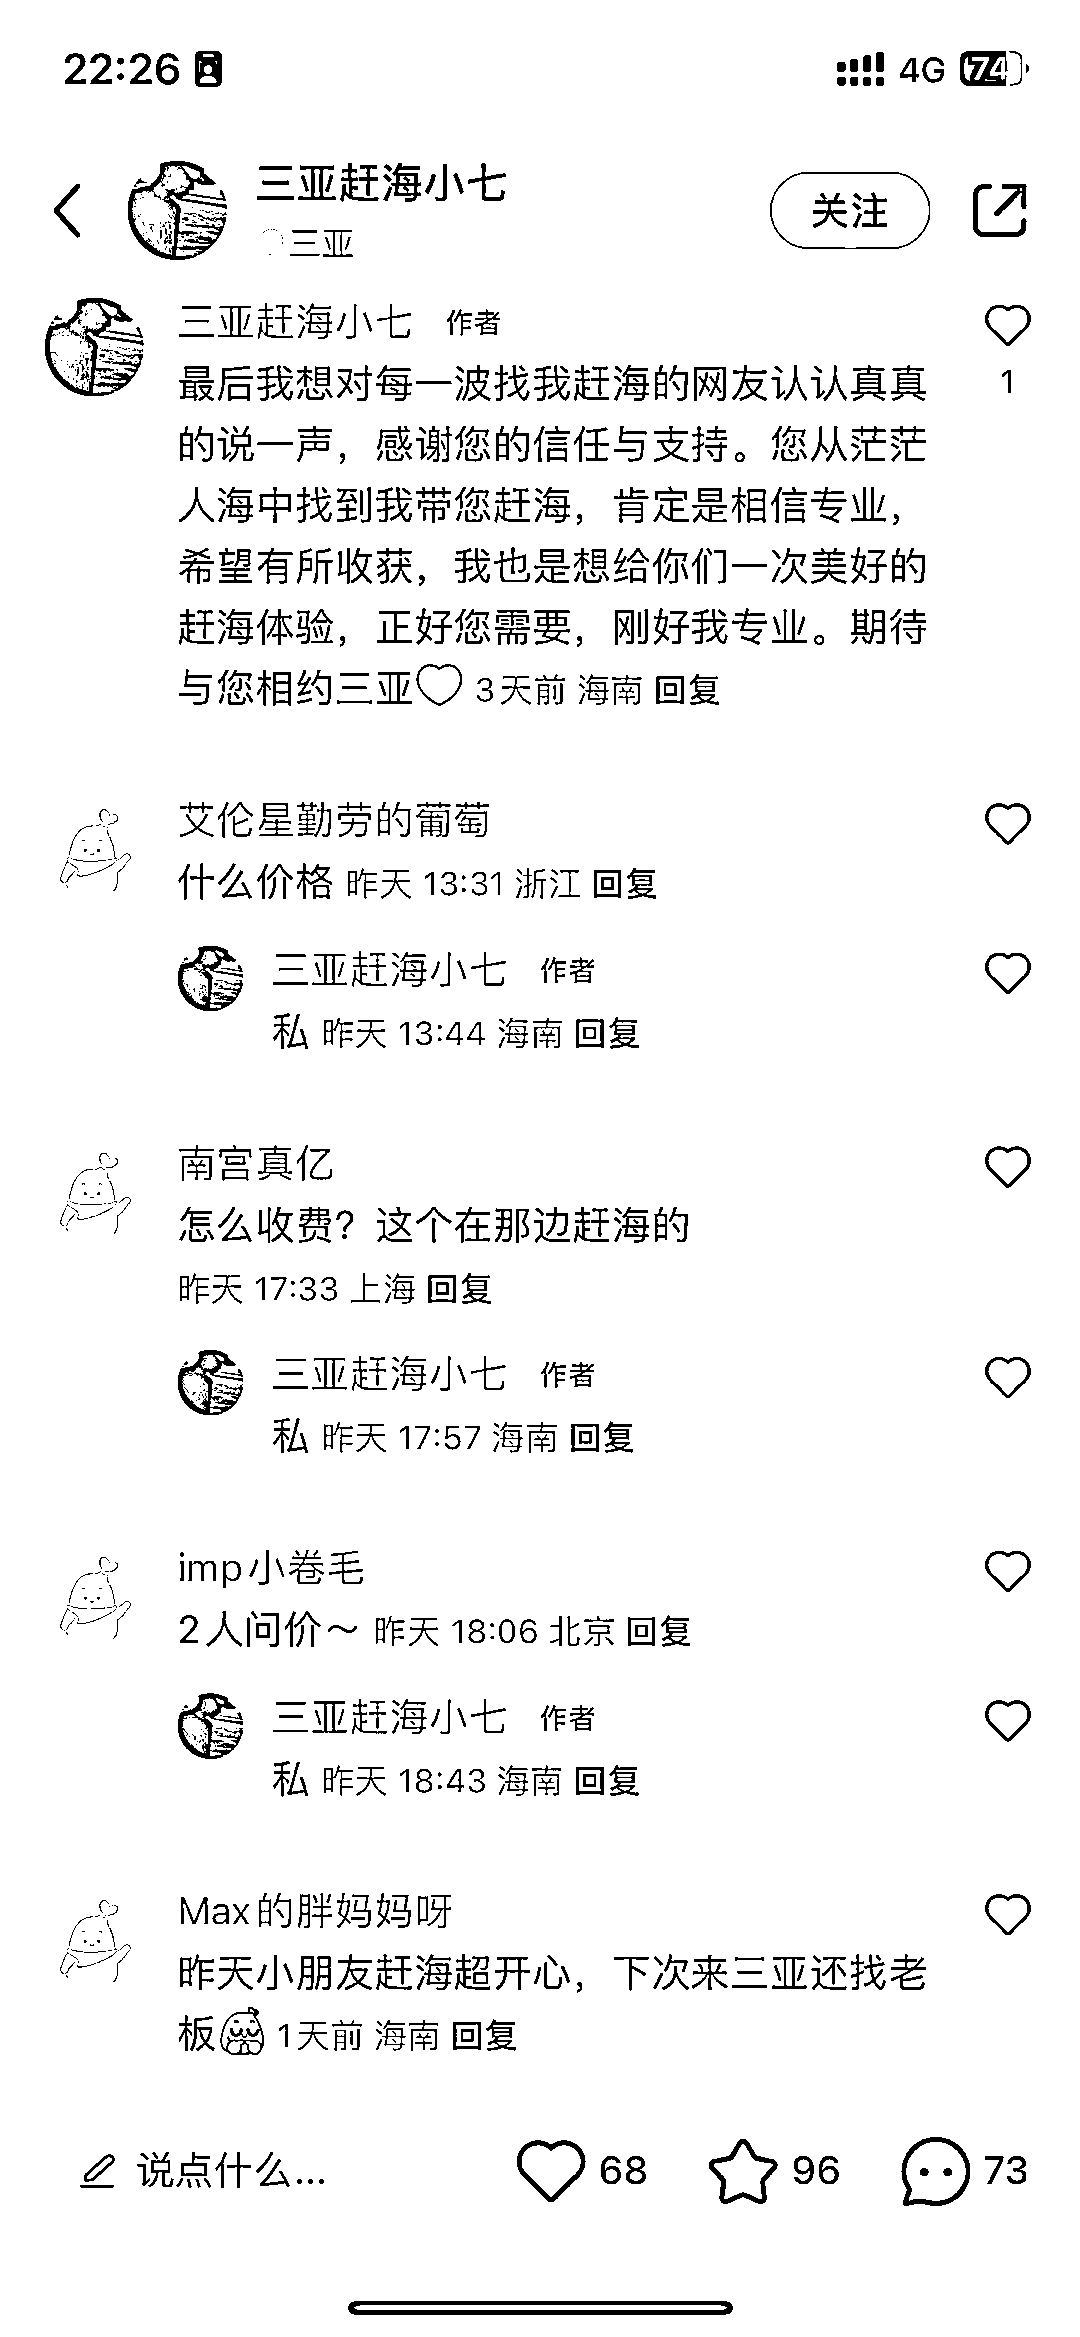 22:26
4G 74
三亚赶海小七
关注
三亚
三亚赶海小七 作者
最后我想对每一波找我赶海的网友认认真真
1
的说一声，感谢您的信任与支持。您从茫茫
人海中找到我带您赶海，肯定是相信专业，
希望有所收获，我也是想给你们一次美好的
赶海体验，正好您需要，刚好我专业。期待
与您相约三亚 3天前 海南 回复
艾伦星勤劳的葡萄
什么价格 昨天 13:31 浙江 回复
三亚赶海小七 作者
私 昨天 13:44 海南 回复
南宫真亿
怎么收费？这个在那边赶海的
昨天 17:33 上海 回复
三亚赶海小七 作者
私 昨天 17:57 海南 回复
imp小卷毛
2人问价～ 昨天 18:06 北京 回复
三亚赶海小七 作者
私 昨天 18:43 海南 回复
Max的胖妈妈呀
昨天小朋友赶海超开心，下次来三亚还找老
板 1天前 海南 回复
说点什么... 68 96 73